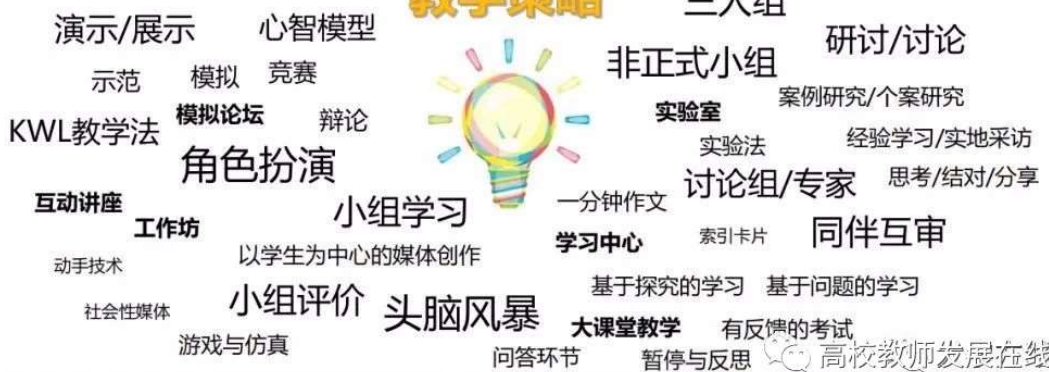 教学策略
三人组
演示/展示
心智模型
研讨/讨论
非正式小组
示范
模拟
竞赛
案例研究/个案研究
模拟论坛
辩论
实验室
KWL教学法
实验法
经验学习/实地采访
角色扮演
讨论组/专家
思考/结对/分享
互动讲座
小组学习
一分钟作文
工作坊
学习中心
索引卡片
同伴互审
以学生为中心的媒体创作
动手技术
基于探究的学习
基于问题的学习
社会性媒体
小组评价
头脑风暴
大课堂教学
有反馈的考试
游戏与仿真
问答环节
暂停与反思
高校教师发展在线